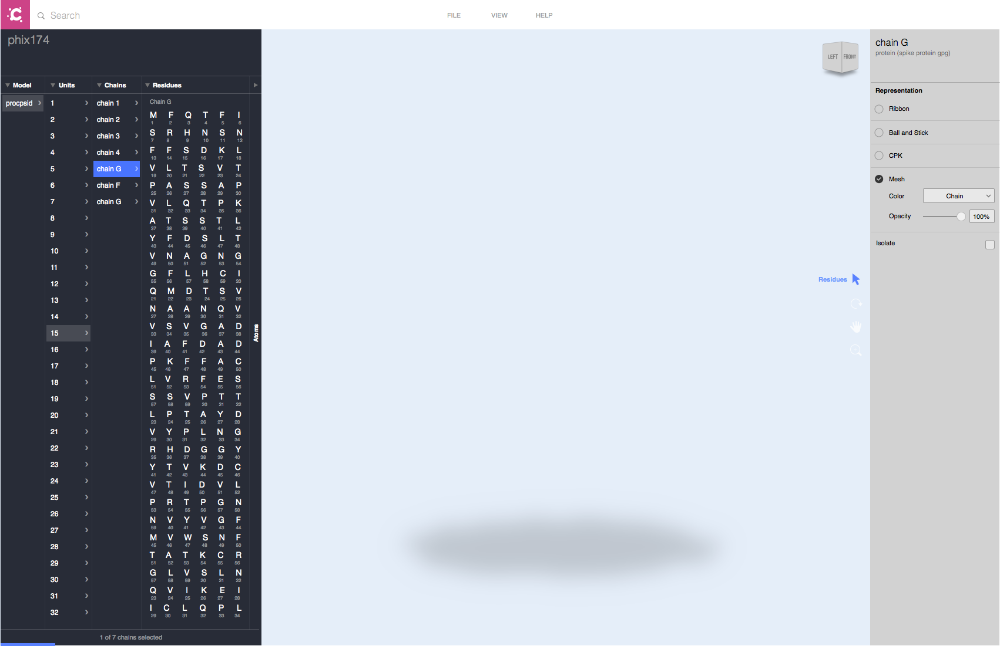 C
Search
FILE VIEW HELP
phix174
Model Units Chains Residues
procpsid
1
2
3
4
5
6
7
8
9
10
11
12
13
14
15
16
17
18
19
20
21
22
23
24
25
26
27
28
29
30
31
32
chain 1
chain 2
chain 3
chain 4
chain G
chain F
chain G
Chain G
M F Q T F I
1 2 3 4 5 6
S R H N S N
7 8 9 10 11 12
F F S D K L
13 14 15 16 17 18
V L T S V T
19 20 21 22 23 24
P A S S A P
25 26 27 28 29 30
V L Q T P K
31 32 33 34 35 36
A T S S T L
37 38 39 40 41 42
Y F D S L T
43 44 45 46 47 48
V N A G N G
49 50 51 52 53 54
G F L H C I
55 56 57 58 59 20
Q M D T S V
21 22 23 24 25 26
N A A N Q V
27 28 29 30 31 32
V S V G A D
33 34 35 36 37 38
I A F D A D
39 40 41 42 43 44
P K F F A C
45 46 47 48 49 50
L V R F E S
51 52 53 54 55 56
S S V P T T
57 58 59 20 21 22
L P T A Y D
23 24 25 26 27 28
V Y P L N G
29 30 31 32 33 34
R H D G G Y
35 36 37 38 39 40
Y T V K D C
41 42 43 44 45 46
V T I D V L
47 48 49 50 51 52
P R T P G N
53 54 55 56 57 58
N V Y V G F
59 40 41 42 43 44
M V W S N F
45 46 47 48 49 50
T A T K C R
51 52 53 54 55 56
G L V S L N
57 58 59 20 21 22
Q V I K E I
23 24 25 26 27 28
I C L Q P L
29 30 31 32 33 34
Atoms
1 of 7 chains selected
LEFT FRONT
Residues
chain G
protein (spike protein gpg)
Representation
Ribbon
Ball and Stick
CPK
Mesh
Color Chain
Opacity 100%
Isolate